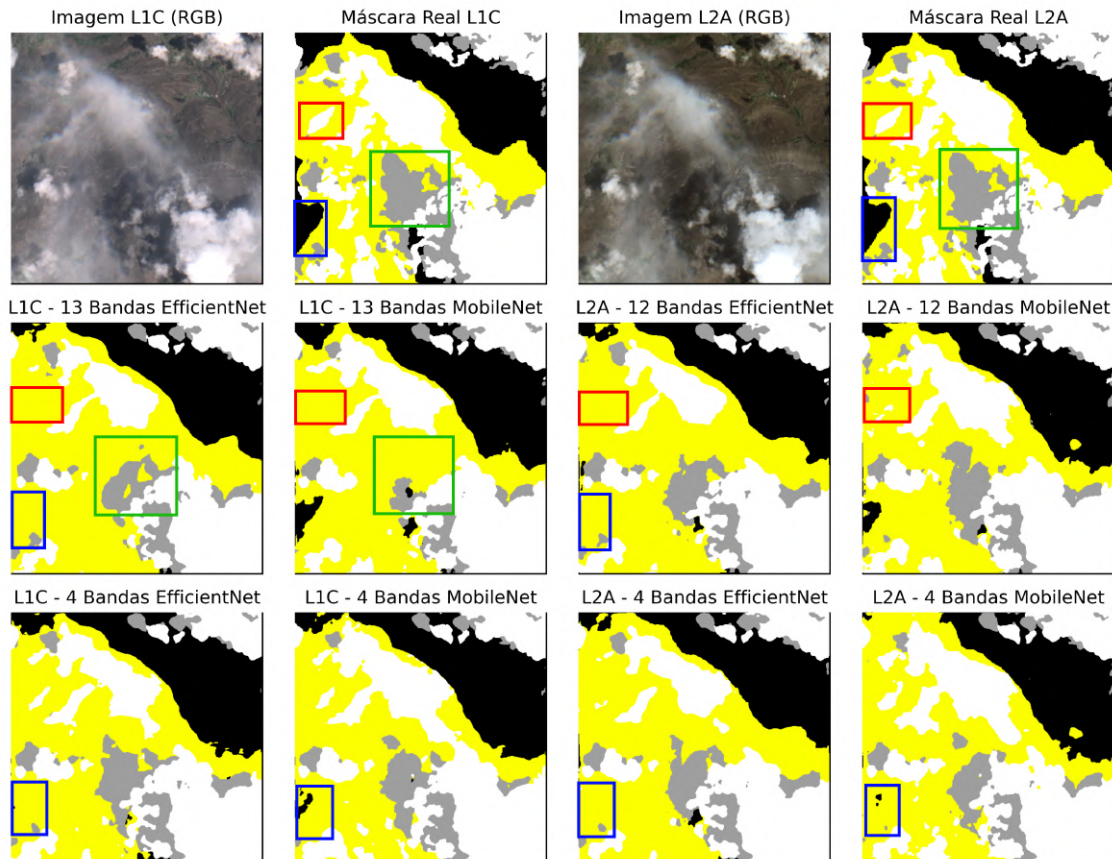 Imagem L1C (RGB)
Máscara Real L1C
Imagem L2A (RGB)
Máscara Real L2A
L1C - 13 Bandas EfficientNet
L1C - 13 Bandas MobileNet
L2A - 12 Bandas EfficientNet
L2A - 12 Bandas MobileNet
L1C - 4 Bandas EfficientNet
L1C - 4 Bandas MobileNet
L2A - 4 Bandas EfficientNet
L2A - 4 Bandas MobileNet